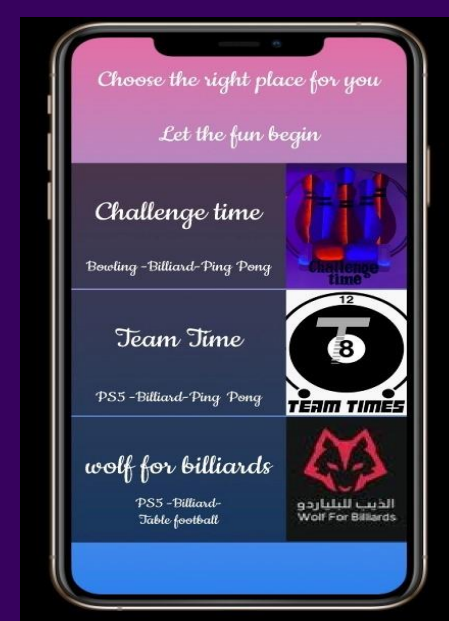 Choose the right place for you
Let the fun begin
Challenge time
Bowling -Billiard-Ping Pong
Challenge
time
Team Time
PS5 -Billiard-Ping Pong
12
T
8
TEAM TIMES
wolf for billiards
PS5 -Billiard-
Table football
الذيب للبلياردو
Wolf For Billiards